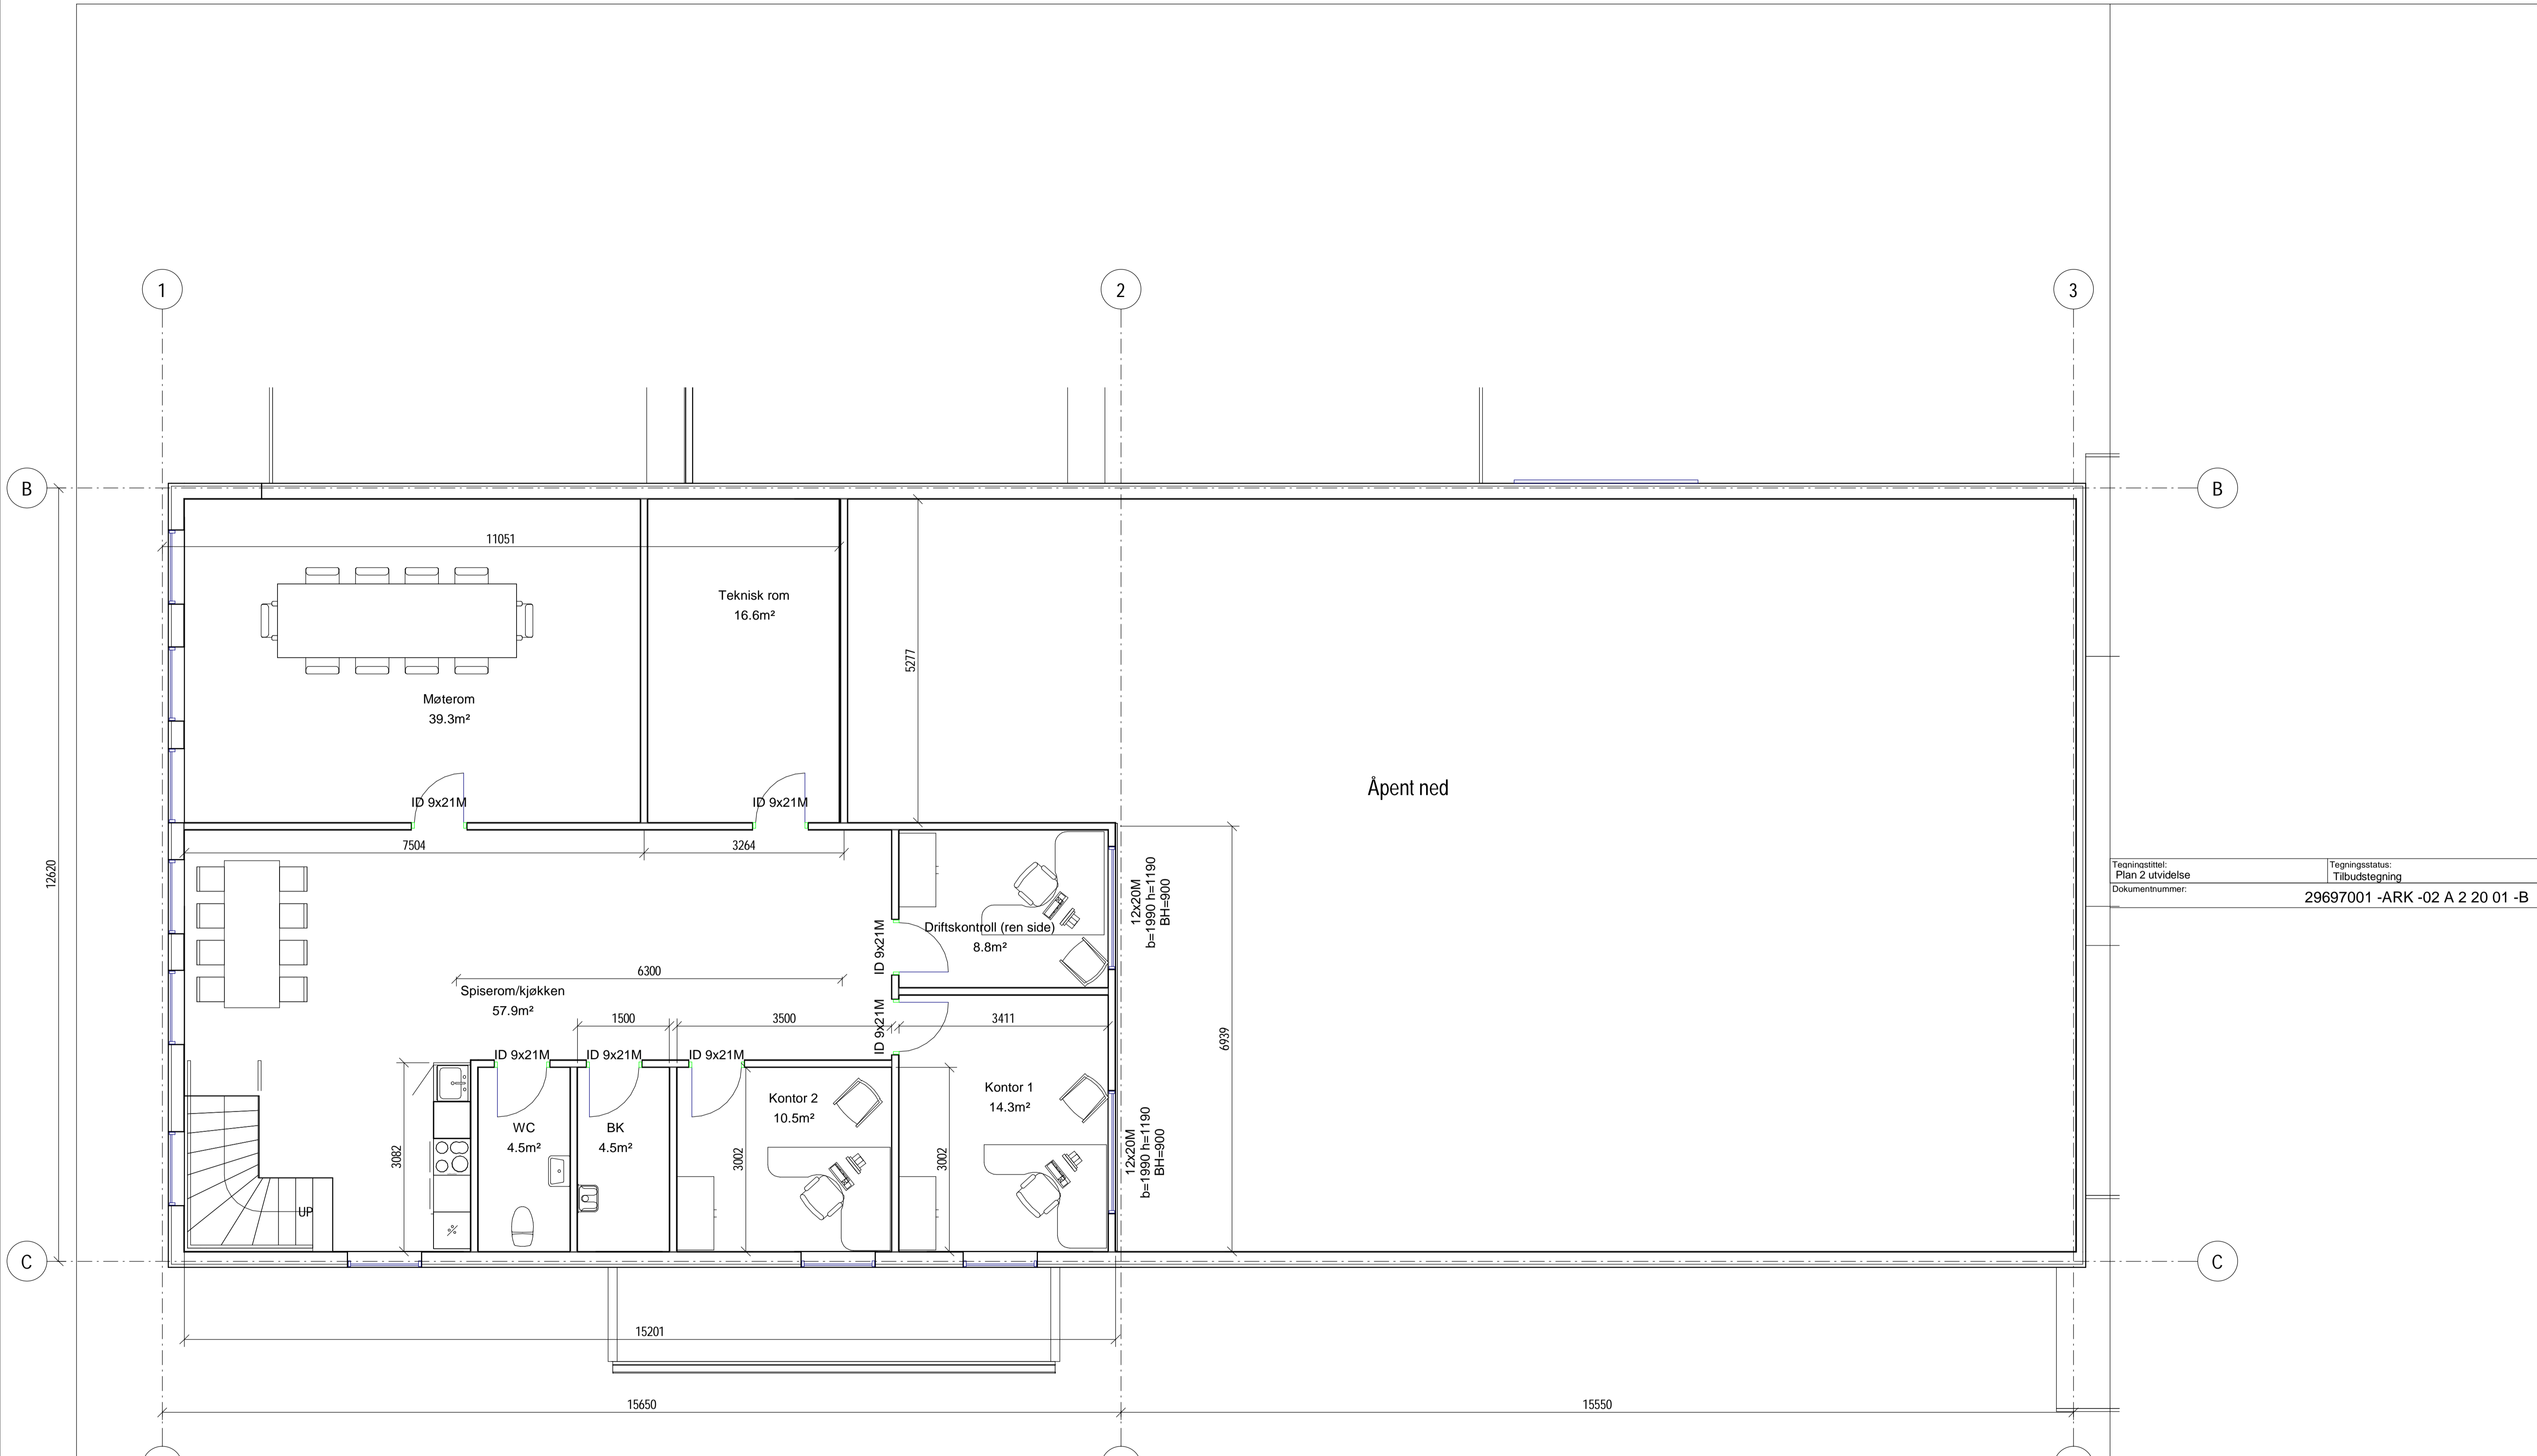 1
2
3
B
B
11051
Teknisk rom
16.6m²
5277
Møterom
39.3m²
Åpent ned
ID 9x21M
ID 9x21M
7504
3264
12620
12x20M
b=1990 h=1190
BH=900
Tegningstittel:
Plan 2 utvidelse
Tegningsstatus:
Tilbudstegning
Dokumentnummer:
29697001 -ARK -02 A 2 20 01 -B
Driftskontroll (ren side)
8.8m²
ID 9x21M
6300
Spiserom/kjøkken
57.9m²
1500
3500
ID 9x21M
3411
6939
ID 9x21M
ID 9x21M
ID 9x21M
Kontor 1
14.3m²
Kontor 2
10.5m²
WC
4.5m²
BK
4.5m²
3082
3002
3002
12x20M
b=1990 h=1190
BH=900
UP
C
C
15201
15650
15550